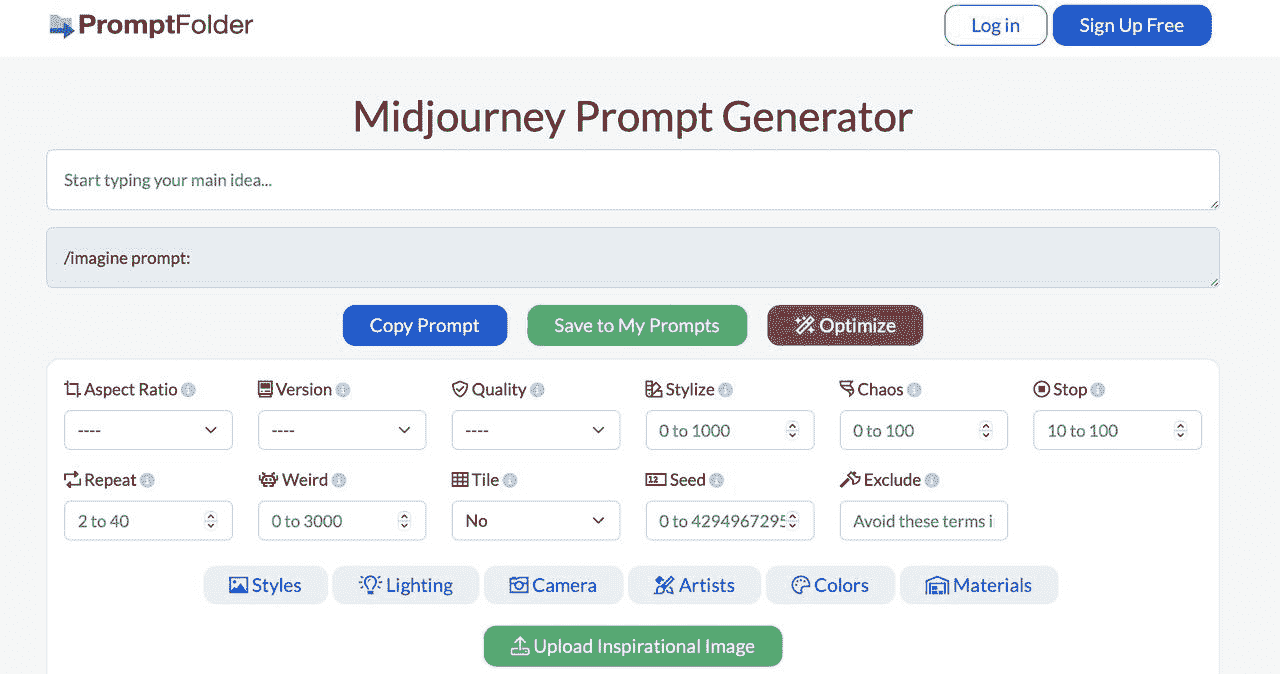 PromptFolder
Log in
Sign Up Free
Midjourney Prompt Generator
Start typing your main idea...
/imagine prompt:
Copy Prompt
Save to My Prompts
Optimize
Aspect Ratio
Version
Quality
Stylize
Chaos
Stop
----
----
----
0 to 1000
0 to 100
10 to 100
Repeat
Weird
Tile
Seed
Exclude
2 to 40
0 to 3000
No
0 to 4294967295
Avoid these terms i
Styles
Lighting
Camera
Artists
Colors
Materials
Upload Inspirational Image